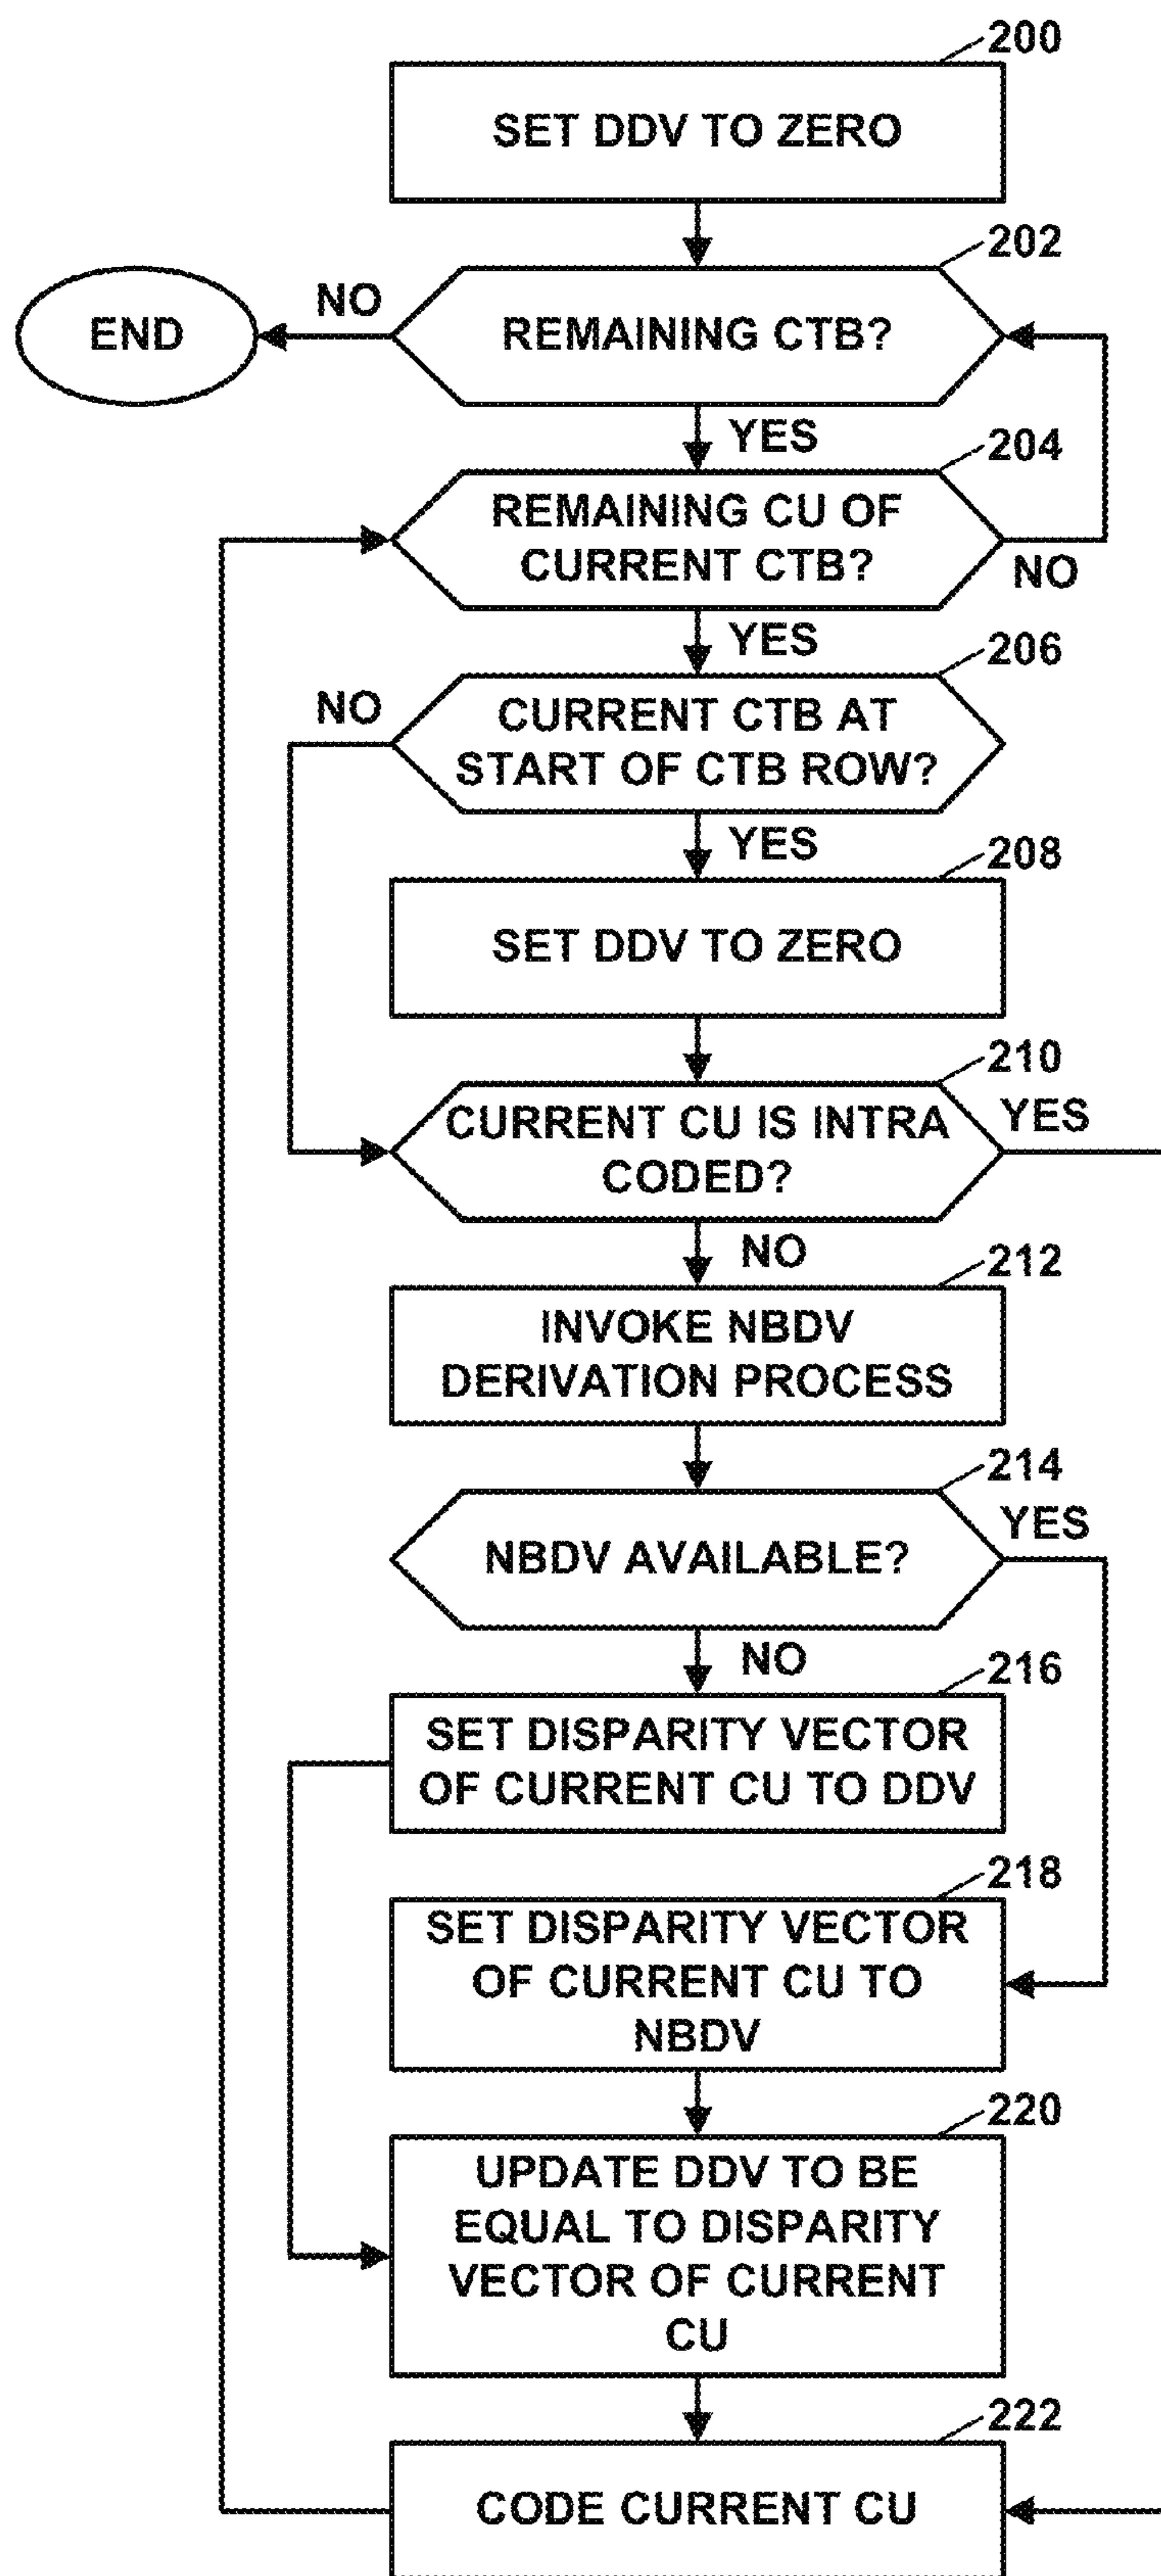 200
SET DDV TO ZERO
202
END
NO
REMAINING CTB?
YES
204
REMAINING CU OF
CURRENT CTB?
NO
YES
206
NO
CURRENT CTB AT
START OF CTB ROW?
YES
208
SET DDV TO ZERO
210
CURRENT CU IS INTRA
CODED?
YES
NO
212
INVOKE NBDV
DERIVATION PROCESS
214
NBDV AVAILABLE?
YES
NO
216
SET DISPARITY VECTOR
OF CURRENT CU TO DDV
218
SET DISPARITY VECTOR
OF CURRENT CU TO
NBDV
220
UPDATE DDV TO BE
EQUAL TO DISPARITY
VECTOR OF CURRENT
CU
222
CODE CURRENT CU